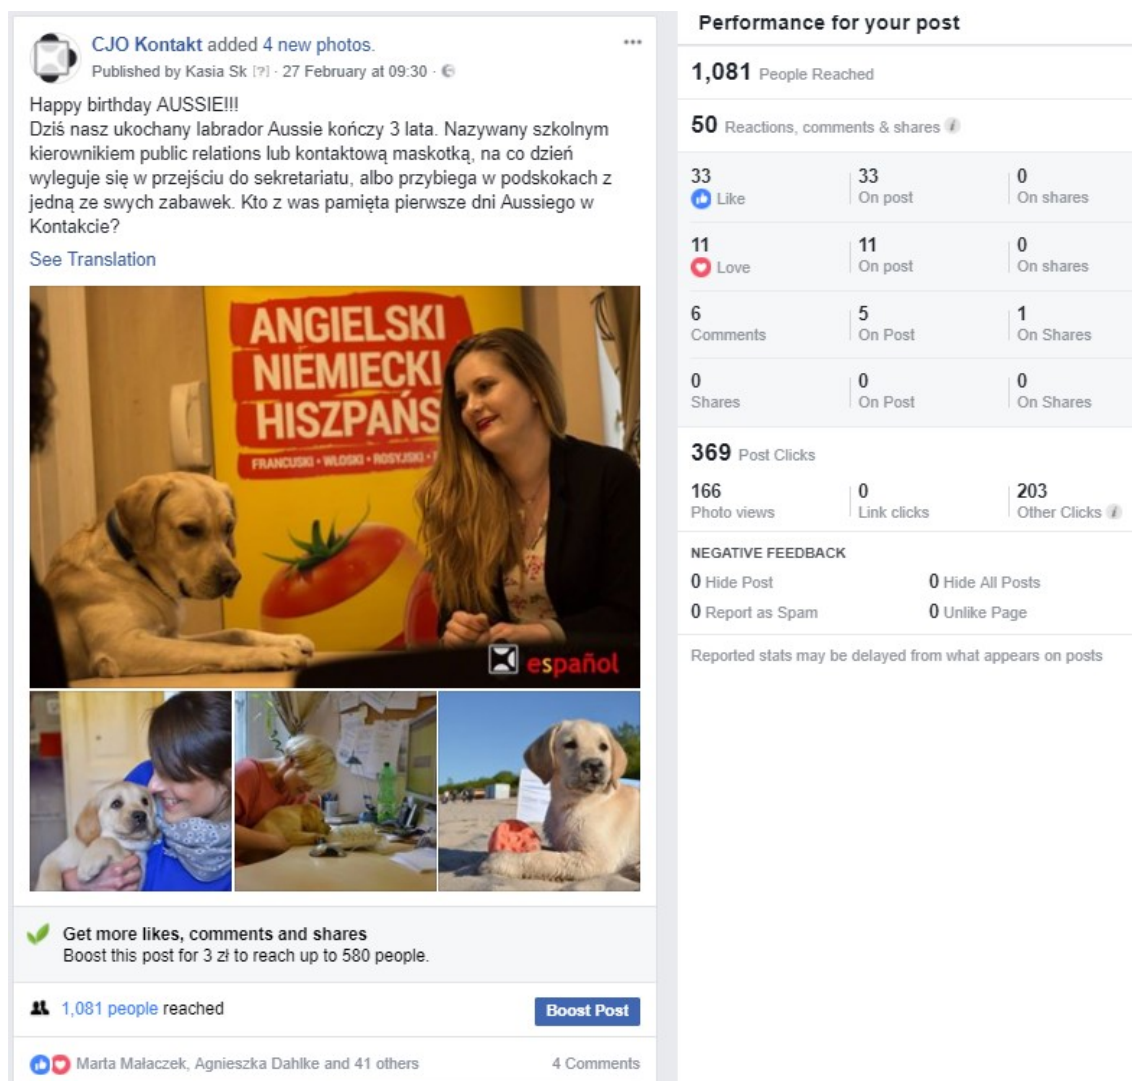 CJO Kontakt added 4 new photos.
Published by Kasia Sk [?] · 27 February at 09:30 ·
Happy birthday AUSSIE!!!
Dziś nasz ukochany labrador Aussie kończy 3 lata. Nazywany szkolnym
kierownikiem public relations lub kontaktową maskotką, na co dzień
wyleguje się w przejściu do sekretariatu, albo przybiega w podskokach z
jedną ze swych zabawek. Kto z was pamięta pierwsze dni Aussiego w
Kontakcie?
See Translation
ANGIELSKI
NIEMIECKI
HISZPAŃS
FRANCUSKI • WŁOSKI • ROSYJSKI •
español
Get more likes, comments and shares
Boost this post for 3 zł to reach up to 580 people.
1,081 people reached
Boost Post
Marta Małaczek, Agnieszka Dahlke and 41 others
4 Comments
Performance for your post
1,081 People Reached
50 Reactions, comments & shares
33 Like
33 On post
0 On shares
11 Love
11 On post
0 On shares
6 Comments
5 On Post
1 On Shares
0 Shares
0 On Post
0 On Shares
369 Post Clicks
166 Photo views
0 Link clicks
203 Other Clicks
NEGATIVE FEEDBACK
0 Hide Post
0 Hide All Posts
0 Report as Spam
0 Unlike Page
Reported stats may be delayed from what appears on posts